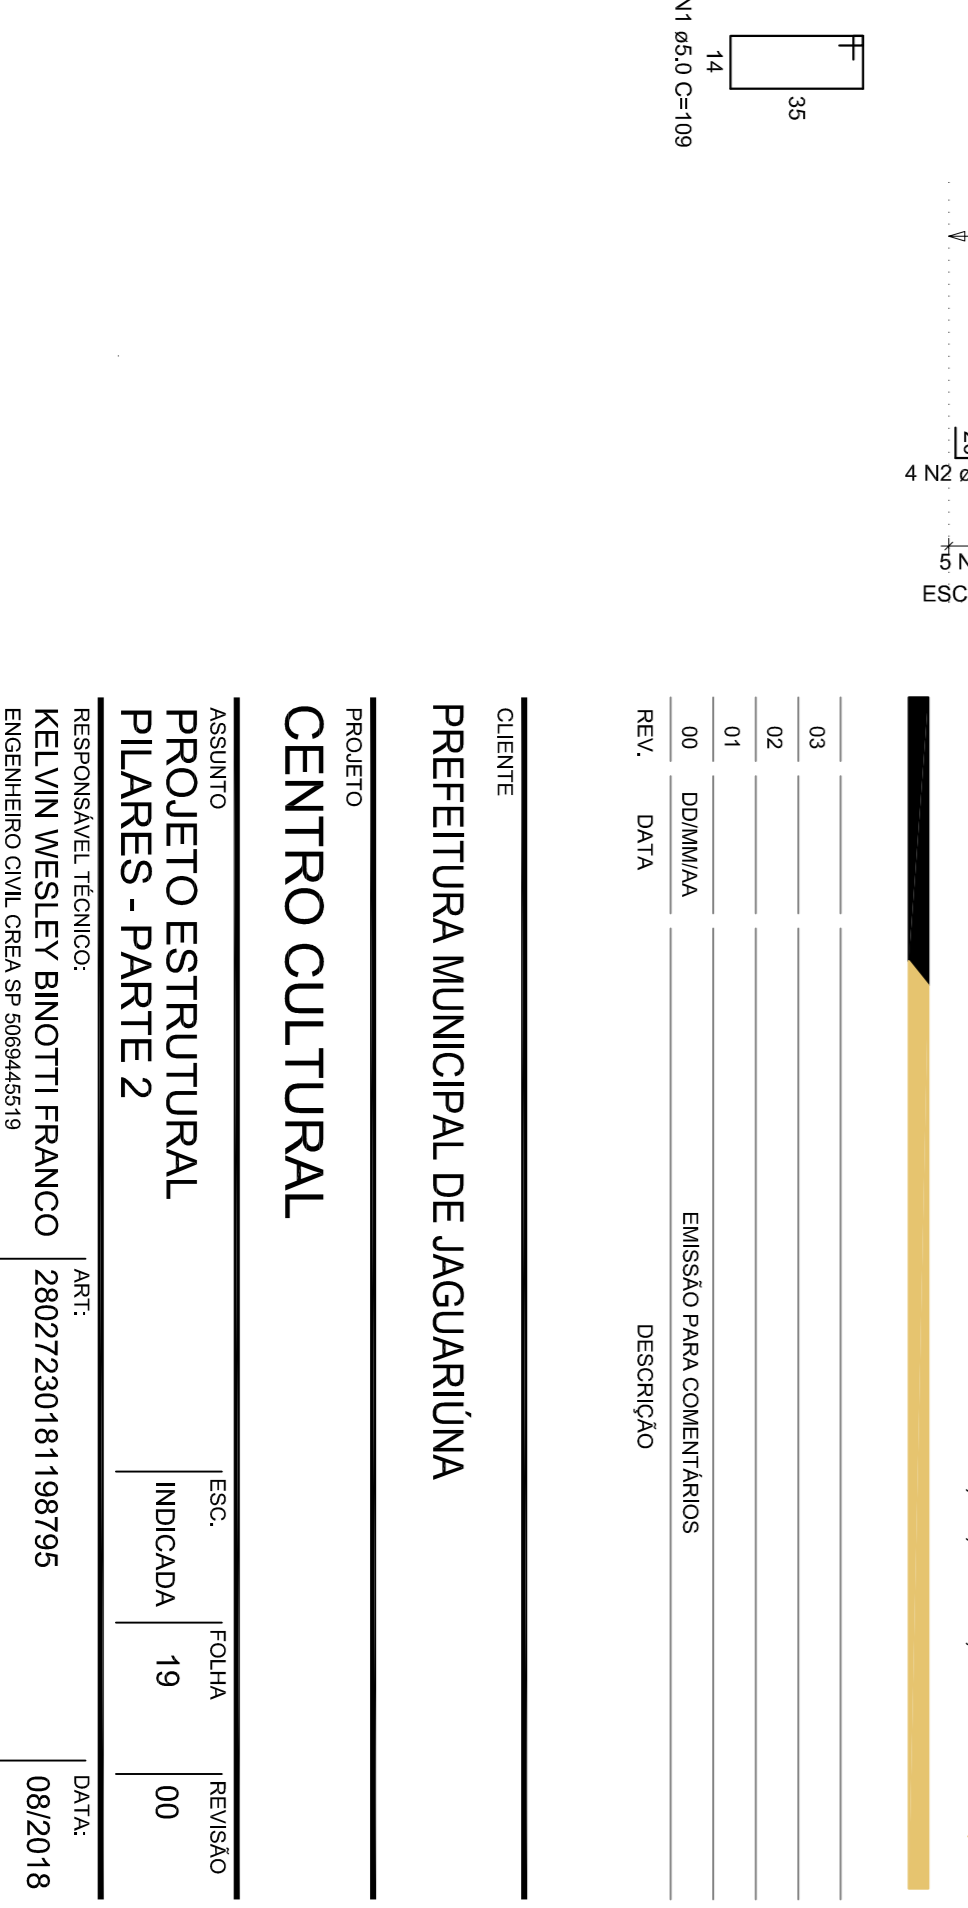 35
14
N1 ø5.0 C=109
4 N2
5 N
ESC
03
02
01
00 DD/MM/AA EMISSÃO PARA COMENTÁRIOS
REV. DATA DESCRIÇÃO
CLIENTE
PREFEITURA MUNICIPAL DE JAGUARIÚNA
PROJETO
CENTRO CULTURAL
ASSUNTO
PROJETO ESTRUTURAL
PILARES - PARTE 2
ESC.
INDICADA
FOLHA
19
REVISÃO
00
RESPONSÁVEL TÉCNICO:
KELVIN WESLEY BINOTTI FRANCO
ENGENHEIRO CIVIL CREA SP 5069445519
ART:
28027230181198795
DATA:
08/2018